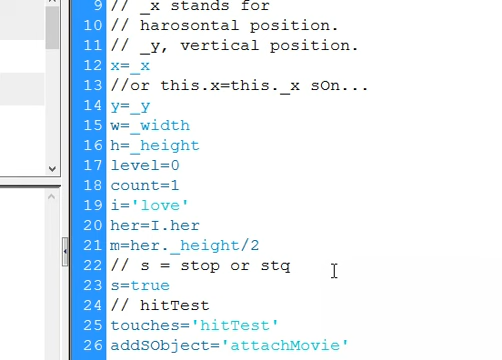 9 // _x stands for
10 // harosontal position.
11 // _y, vertical position.
12 x=_x
13 //or this.x=this._x sOn...
14 y=_y
15 w=_width
16 h=_height
17 level=0
18 count=1
19 i='love'
20 her=I.her
21 m=her._height/2
22 // s = stop or stq
23 s=true
24 // hitTest
25 touches='hitTest'
26 addSObject='attachMovie'